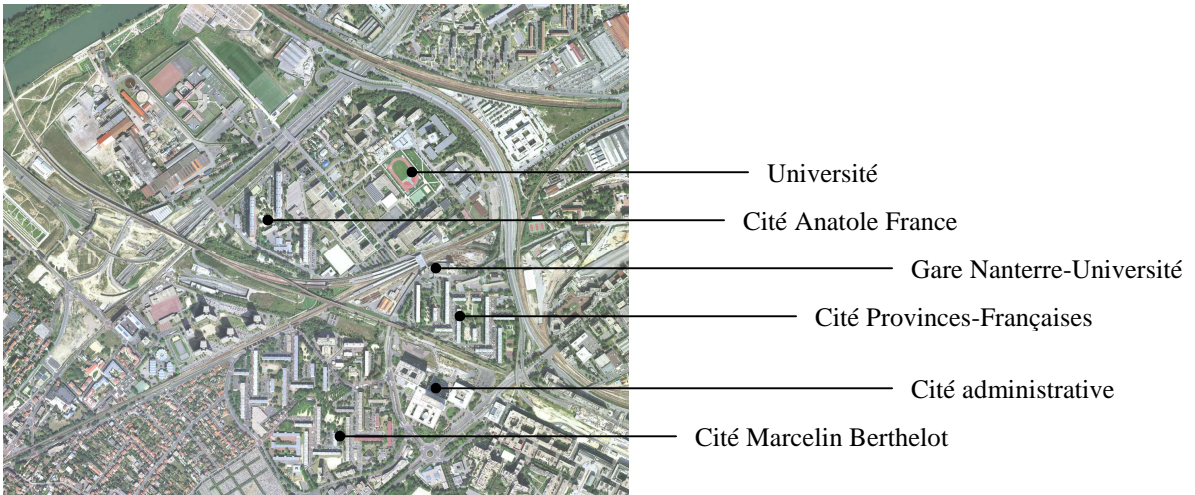 Université
Cité Anatole France
Gare Nanterre-Université
Cité Provinces-Françaises
Cité administrative
Cité Marcelin Berthelot